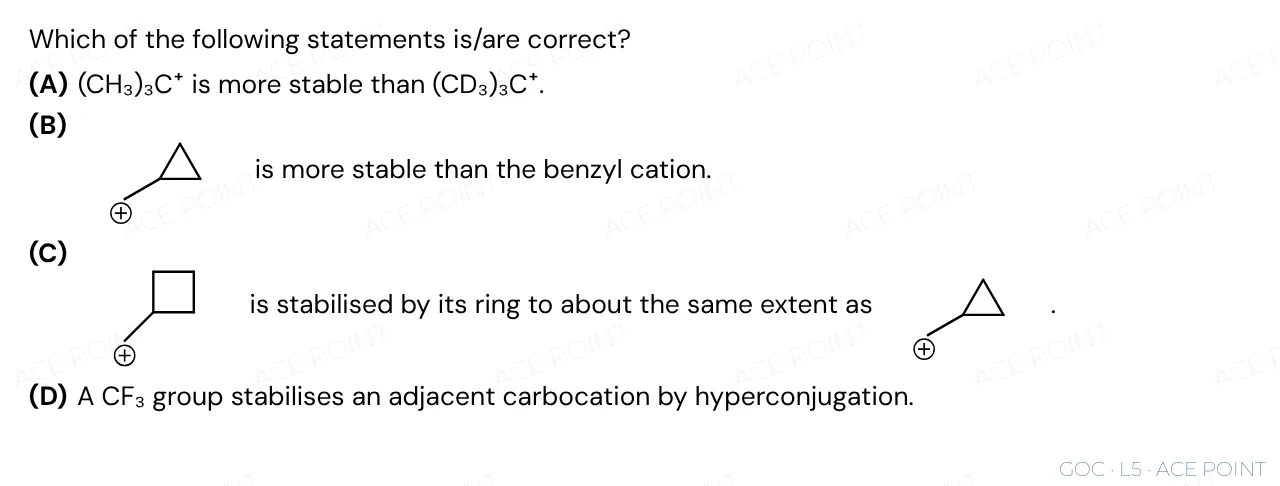 Which of the following statements is/are correct?
(A) (CH₃)₃C⁺ is more stable than (CD₃)₃C⁺.
(B)
⊕ is more stable than the benzyl cation.
(C)
⊕ is stabilised by its ring to about the same extent as ⊕ .
(D) A CF₃ group stabilises an adjacent carbocation by hyperconjugation.
GOC · L5 · ACE POINT